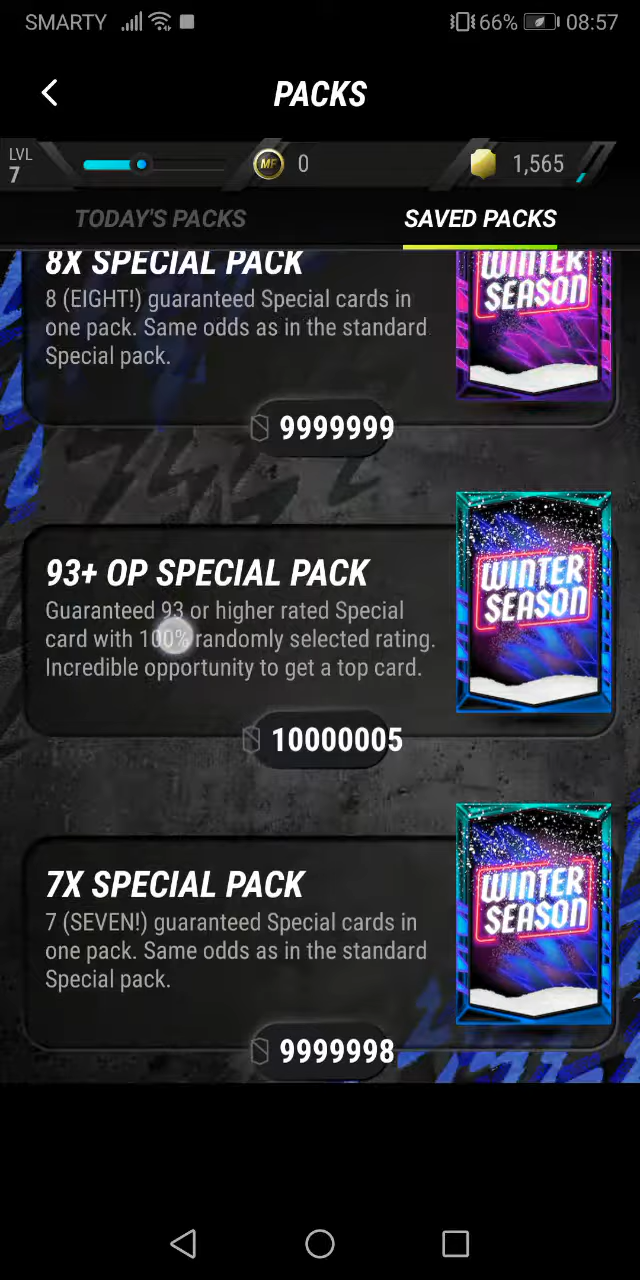 SMARTY 66% 08:57
PACKS
LVL
7
MF 0 1,565
TODAY'S PACKS SAVED PACKS
8X SPECIAL PACK
8 (EIGHT!) guaranteed Special cards in
one pack. Same odds as in the standard
Special pack.
WINTER
SEASON
9999999
93+ OP SPECIAL PACK
Guaranteed 93 or higher rated Special
card with 100% randomly selected rating.
Incredible opportunity to get a top card.
WINTER
SEASON
10000005
7X SPECIAL PACK
7 (SEVEN!) guaranteed Special cards in
one pack. Same odds as in the standard
Special pack.
WINTER
SEASON
9999998